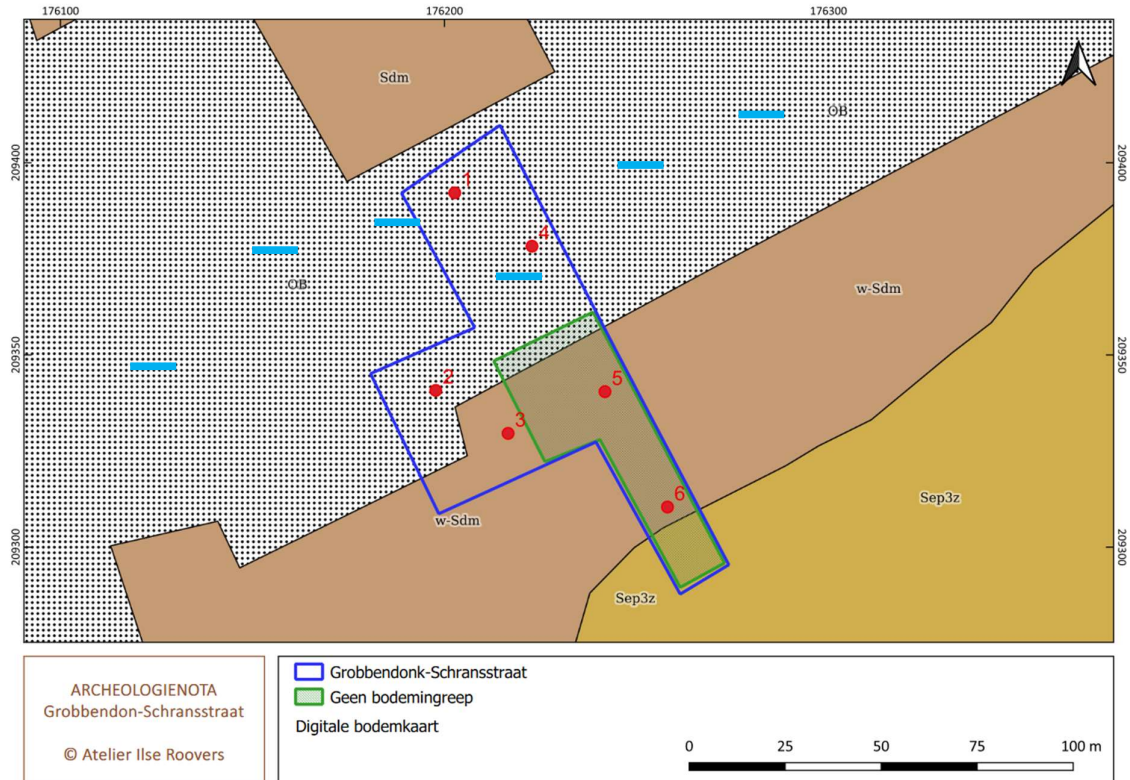 176100
176200
176300
209400
209400
Sdm
OB
1
4
OB
w-Sdm
209350
209350
2
5
3
Sep3z
6
w-Sdm
209300
209300
Sep3z
ARCHEOLOGIENOTA
Grobbendon-Schransstraat
© Atelier Ilse Roovers
Grobbendonk-Schransstraat
Geen bodemingreep
Digitale bodemkaart
0 25 50 75 100 m